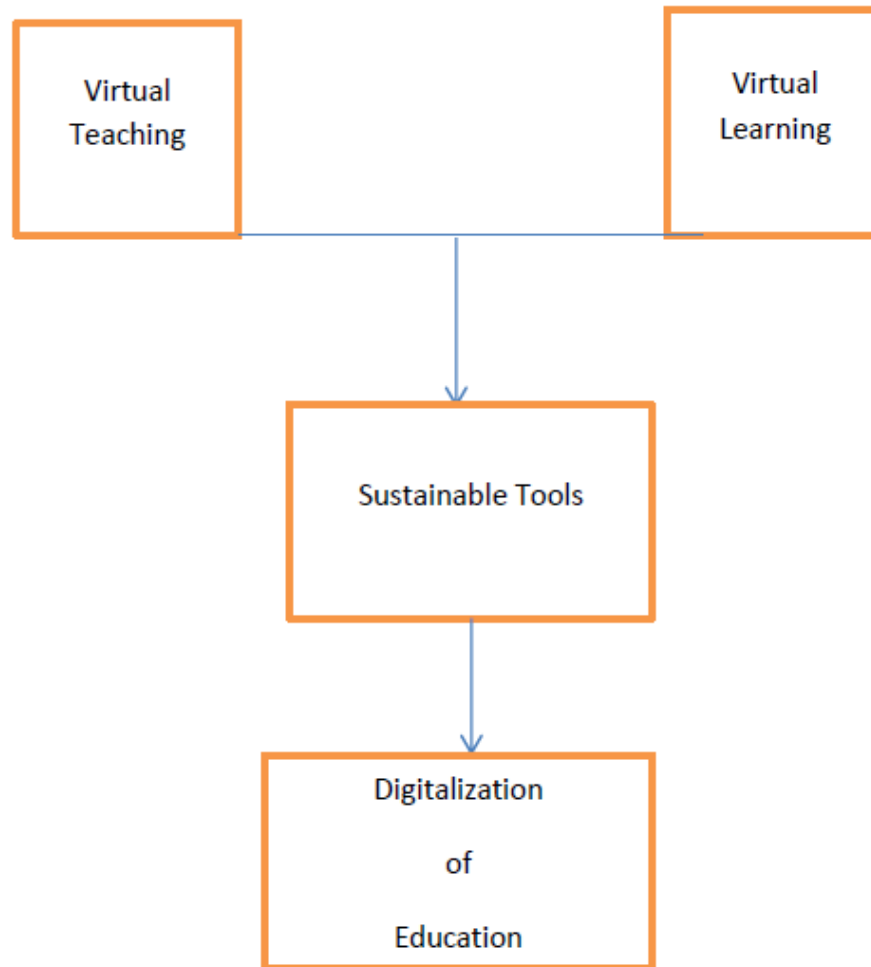 Virtual
Teaching
Virtual
Learning
Sustainable Tools
Digitalization
of
Education